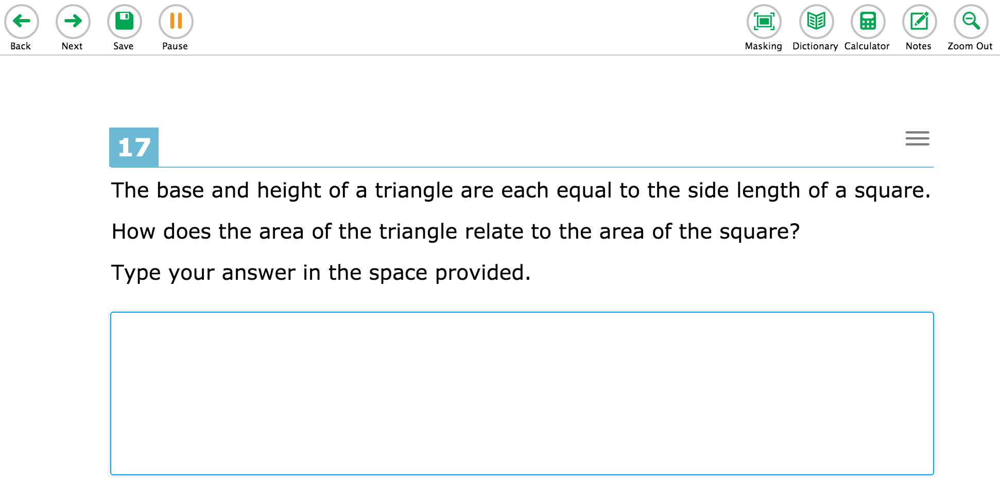 Back Next Save Pause Masking Dictionary Calculator Notes Zoom Out
17
The base and height of a triangle are each equal to the side length of a square.
How does the area of the triangle relate to the area of the square?
Type your answer in the space provided.